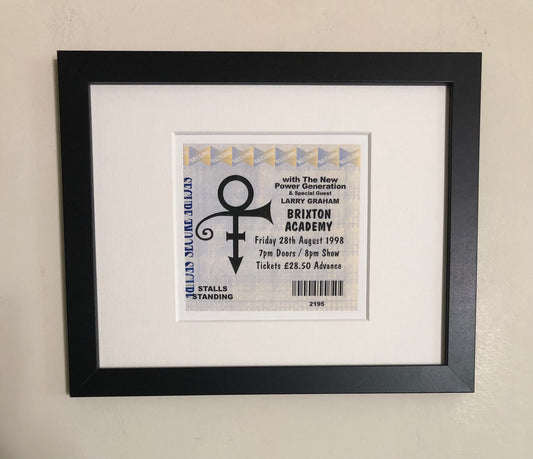 with The New
Power Generation
& Special Guest
LARRY GRAHAM
BRIXTON
ACADEMY
Friday 28th August 1998
7pm Doors / 8pm Show
Tickets £28.50 Advance
STALLS
STANDING
2195